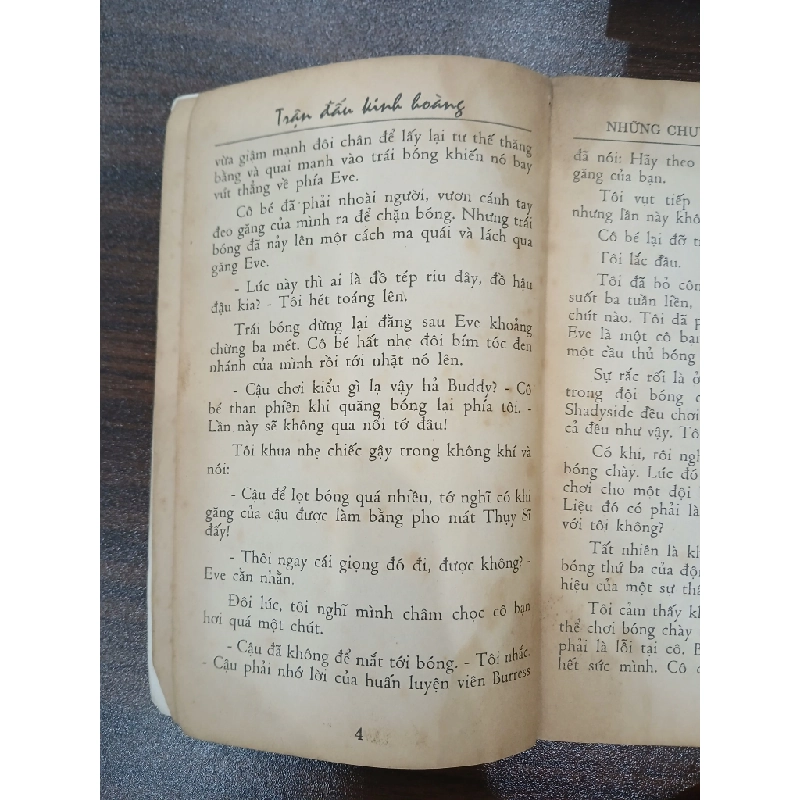 Trận đấu kinh hoàng
vừa giậm mạnh đôi chân để lấy lại tư thế thăng
bằng và quai mạnh vào trái bóng khiến nó bay
vút thẳng về phía Eve.
Cô bé đã phải nhoài người, vươn cánh tay
đeo găng của mình ra để chặn bóng. Nhưng trái
bóng đã nảy lên một cách ma quái và lách qua
găng Eve.
- Lúc này thì ai là đồ tép riu đây, đồ hâu
đậu kia? - Tôi hét toáng lên.
Trái bóng dừng lại đằng sau Eve khoảng
chừng ba mét. Cô bé hất nhẹ đôi bím tóc đen
nhánh của mình rồi tới nhặt nó lên.
- Cậu chơi kiểu gì lạ vậy hả Buddy? - Cô
bé than phiền khi quăng bóng lại phía tôi. -
Lần này sẽ không qua nổi tớ đâu!
Tôi khua nhẹ chiếc gậy trong không khí và
nói:
- Cậu để lọt bóng quá nhiều, tớ nghĩ có khi
găng của cậu được làm bằng pho mát Thụy Sĩ
đấy!
- Thôi ngay cái giọng đó đi, được không? -
Eve cằn nhằn.
Đôi lúc, tôi nghĩ mình châm chọc cô bạn
hơi quá một chút.
- Cậu đã không để mắt tới bóng. - Tôi nhắc.
- Cậu phải nhớ lời của huấn luyện viên Burress
4
NHỮNG CHƯ
đã nói: Hãy theo
găng của bạn.
Tôi vụt tiếp
nhưng lần này khô
Cô bé lại đỡ t
Tôi lắc đầu.
Tôi đã bỏ côn
suốt ba tuần liền,
chút nào. Tôi đã p
Eve là một cô bạn
một cầu thủ bóng
Sự rắc rối là ở
trong đội bóng c
Shadyside đều chơi
cả đều như vậy. Tô
Có khi, tôi ngh
bóng chày. Lúc đó
chơi cho một đội
Liệu đó có phải là
với tôi không?
Tất nhiên là kh
bóng thứ ba của độ
hiệu của một sư thấ
Tôi cảm thấy k
thể chơi bóng chày
phải là lỗi tại cô. B
hết sức mình. Cô đ